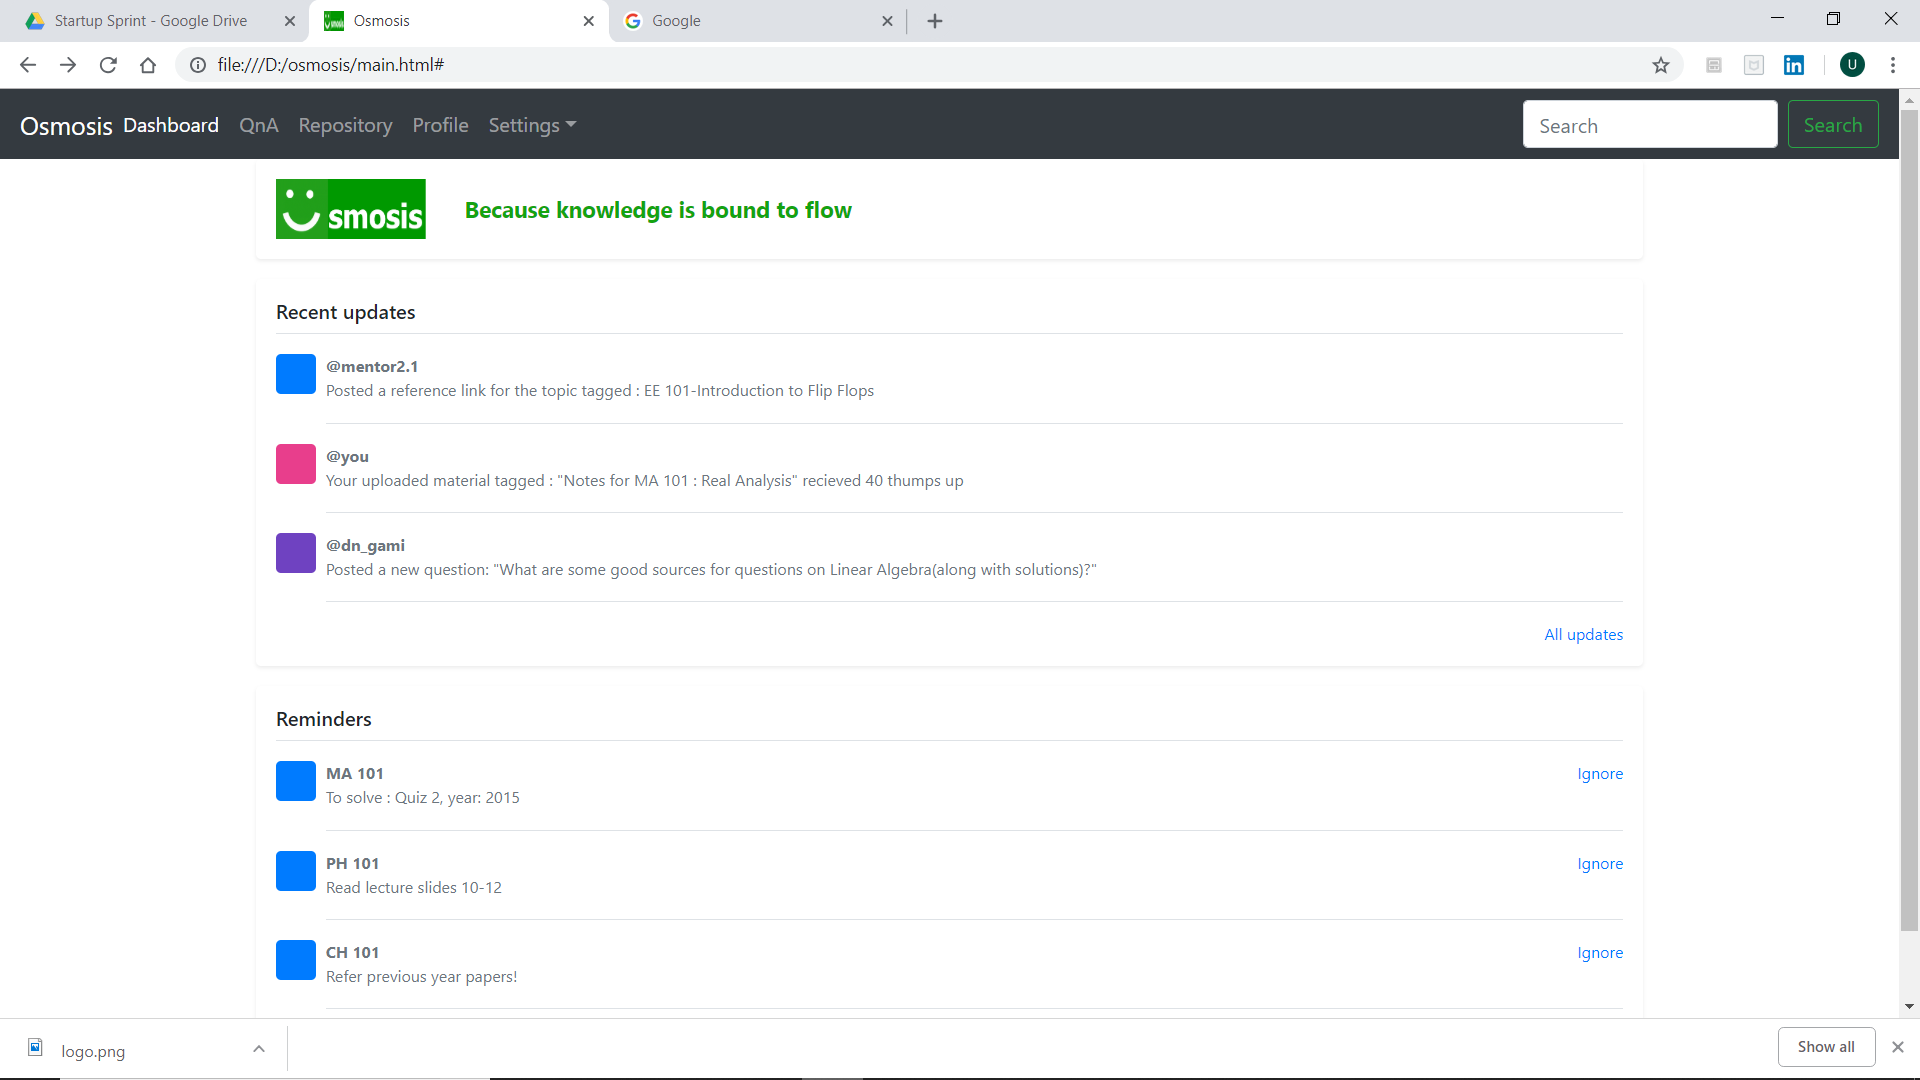 Startup Sprint - Google Drive
Osmosis
Google
file:///D:/osmosis/main.html#
U
Osmosis Dashboard QnA Repository Profile Settings
Search
Search
smosis
Because knowledge is bound to flow
Recent updates
@mentor2.1
Posted a reference link for the topic tagged : EE 101-Introduction to Flip Flops
@you
Your uploaded material tagged : "Notes for MA 101 : Real Analysis" recieved 40 thumps up
@dn_gami
Posted a new question: "What are some good sources for questions on Linear Algebra(along with solutions)?"
All updates
Reminders
MA 101 Ignore
To solve : Quiz 2, year: 2015
PH 101 Ignore
Read lecture slides 10-12
CH 101 Ignore
Refer previous year papers!
logo.png
Show all